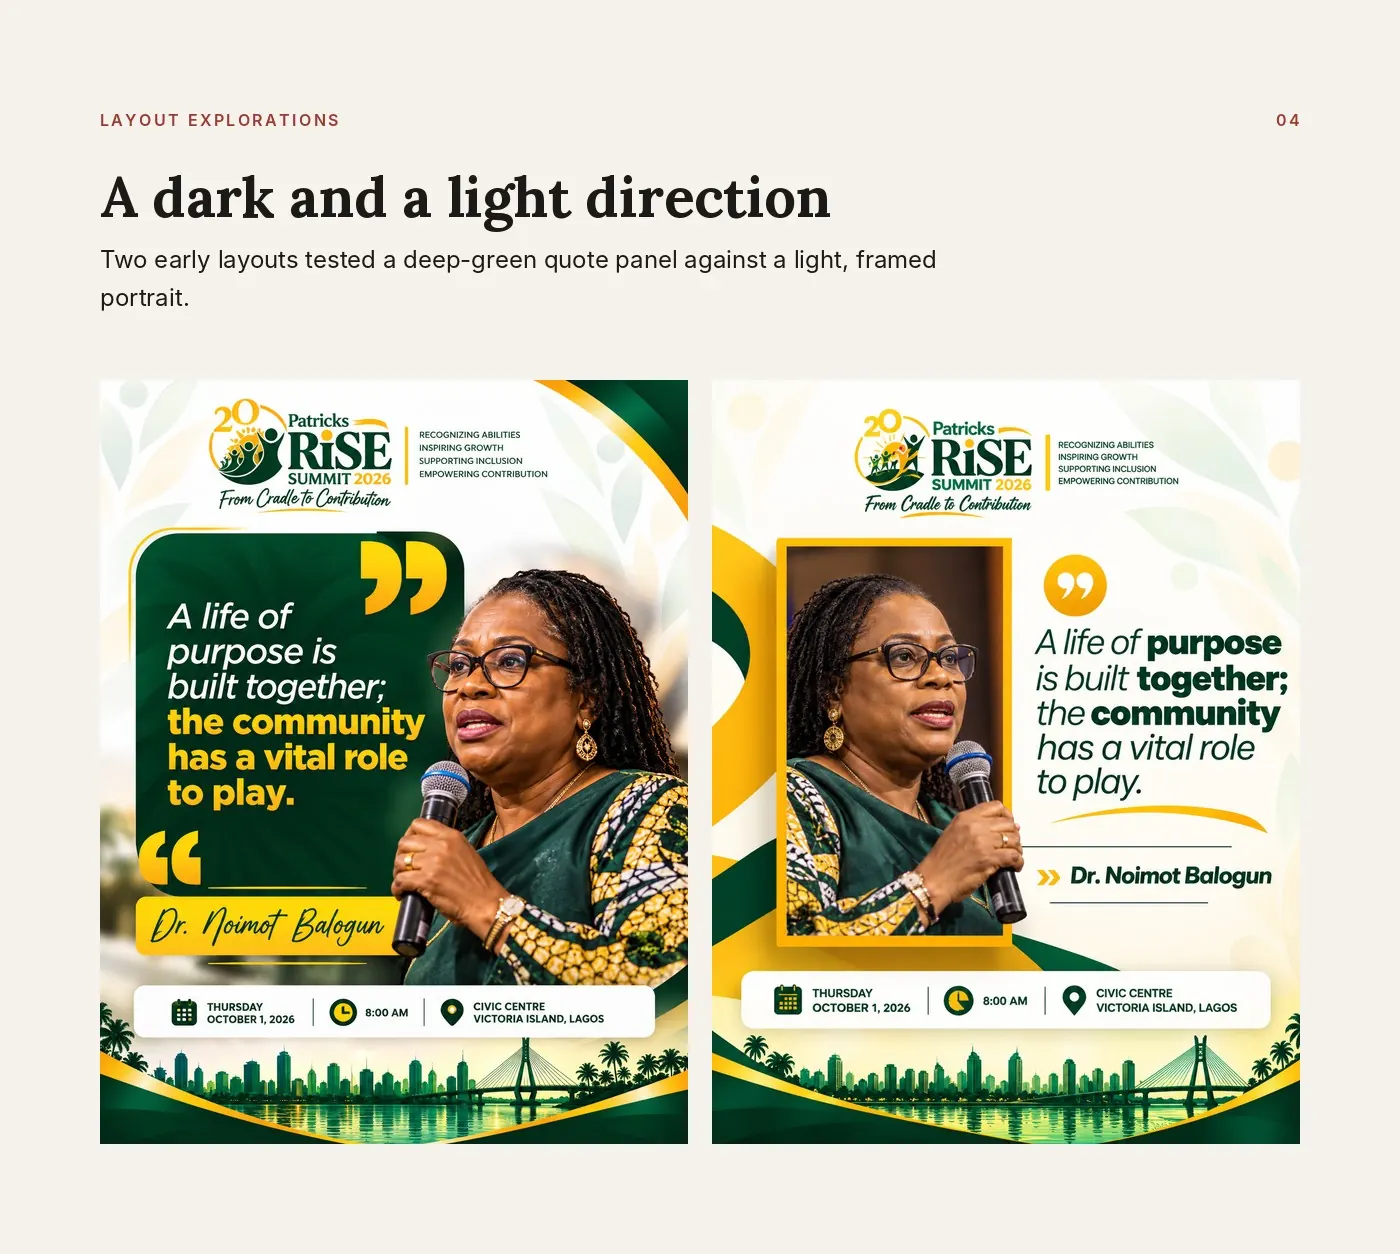 LAYOUT EXPLORATIONS
04
A dark and a light direction
Two early layouts tested a deep-green quote panel against a light, framed
portrait.
20
Patricks
RiSE
SUMMIT 2026
From Cradle to Contribution
RECOGNIZING ABILITIES
INSPIRING GROWTH
SUPPORTING INCLUSION
EMPOWERING CONTRIBUTION
A life of
purpose is
built together;
the community
has a vital role
to play.
Dr. Noimot Balogun
THURSDAY
OCTOBER 1, 2026
8:00 AM
CIVIC CENTRE
VICTORIA ISLAND, LAGOS
20
Patricks
RiSE
SUMMIT 2026
From Cradle to Contribution
RECOGNIZING ABILITIES
INSPIRING GROWTH
SUPPORTING INCLUSION
EMPOWERING CONTRIBUTION
A life of purpose
is built together;
the community
has a vital role
to play.
Dr. Noimot Balogun
THURSDAY
OCTOBER 1, 2026
8:00 AM
CIVIC CENTRE
VICTORIA ISLAND, LAGOS